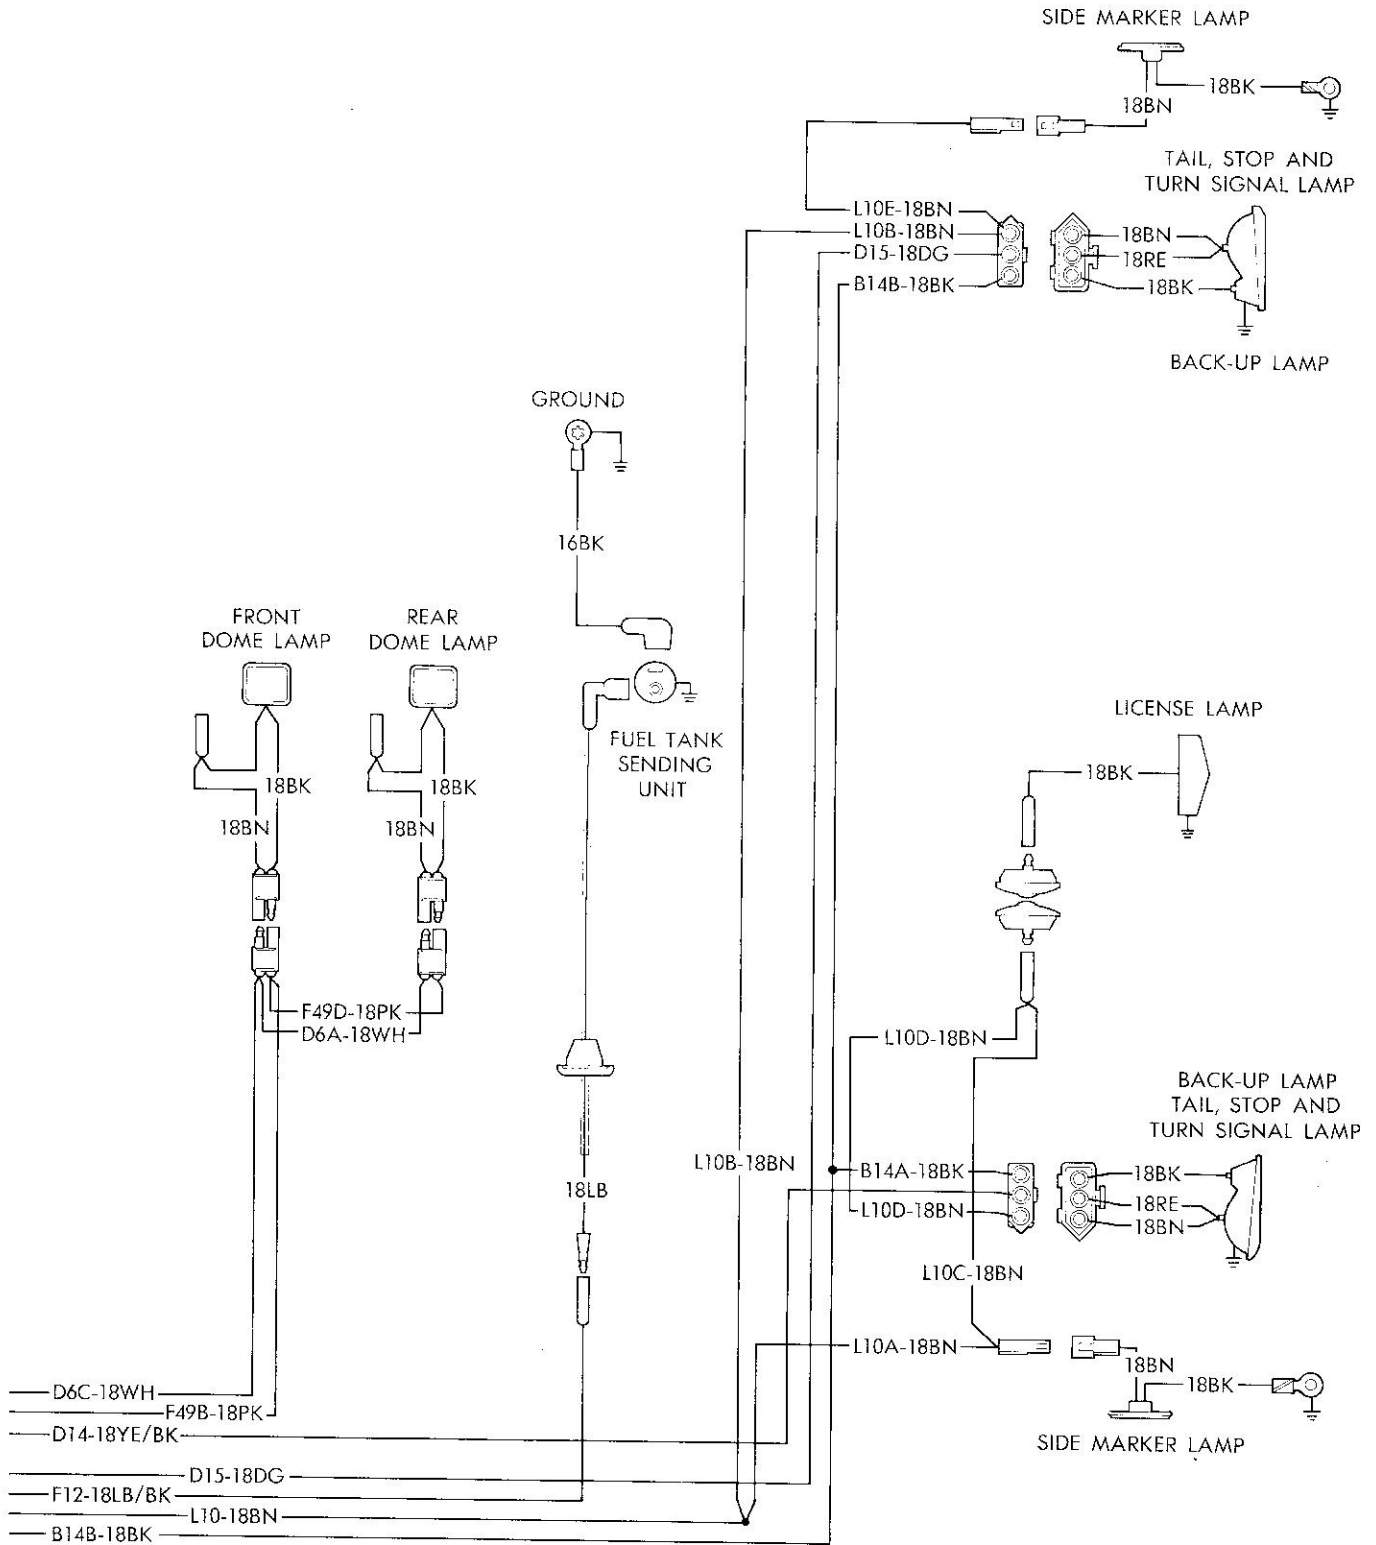 SIDE MARKER LAMP
18BK
18BN
TAIL, STOP AND
TURN SIGNAL LAMP
L10E-18BN
L10B-18BN
D15-18DG
B14B-18BK
18BN
18RE
18BK
BACK-UP LAMP
GROUND
16BK
FRONT
DOME LAMP
REAR
DOME LAMP
18BK
18BN
18BK
18BN
FUEL TANK
SENDING
UNIT
LICENSE LAMP
18BK
F49D-18PK
D6A-18WH
L10D-18BN
BACK-UP LAMP
TAIL, STOP AND
TURN SIGNAL LAMP
L10B-18BN
B14A-18BK
L10D-18BN
18BK
18RE
18BN
18LB
L10C-18BN
L10A-18BN
18BN
18BK
SIDE MARKER LAMP
D6C-18WH
F49B-18PK
D14-18YE/BK
D15-18DG
F12-18LB/BK
L10-18BN
B14B-18BK